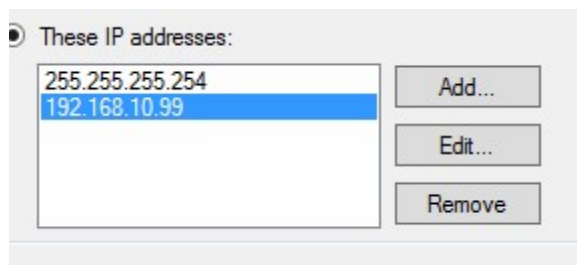 These IP addresses:
255.255.255.254
192.168.10.99
Add...
Edit...
Remove